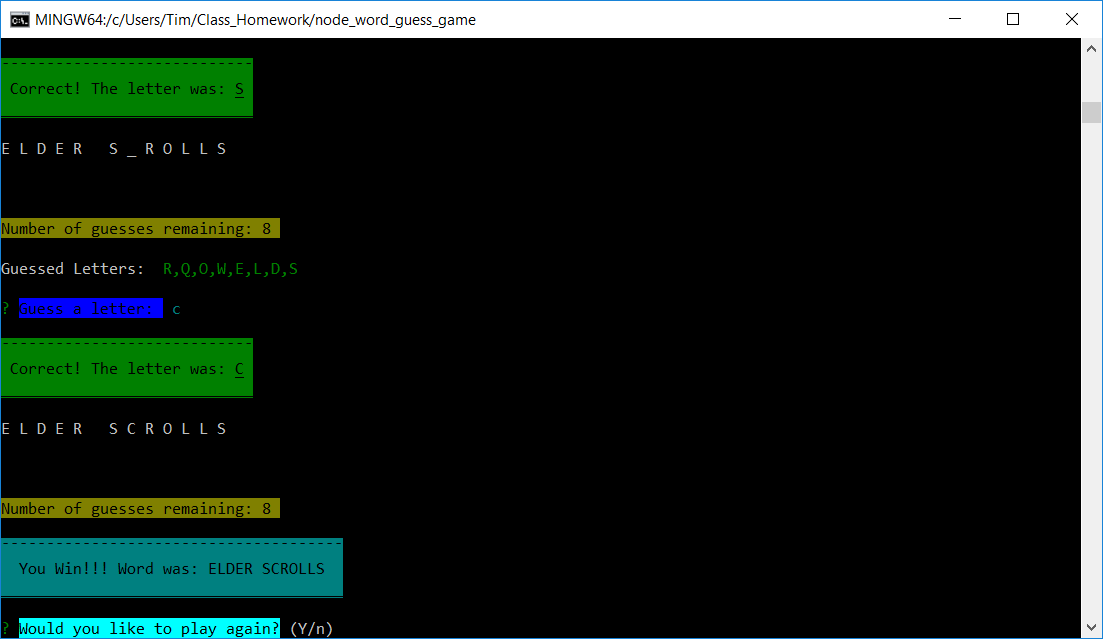 MINGW64:/c/Users/Tim/Class_Homework/node_word_guess_game
----------------------------
Correct! The letter was: S
E L D E R   S _ R O L L S
Number of guesses remaining: 8
Guessed Letters:  R,Q,O,W,E,L,D,S
? Guess a letter:  c
----------------------------
Correct! The letter was: C
E L D E R   S C R O L L S
Number of guesses remaining: 8
--------------------------------------
You Win!!! Word was: ELDER SCROLLS
? Would you like to play again? (Y/n)